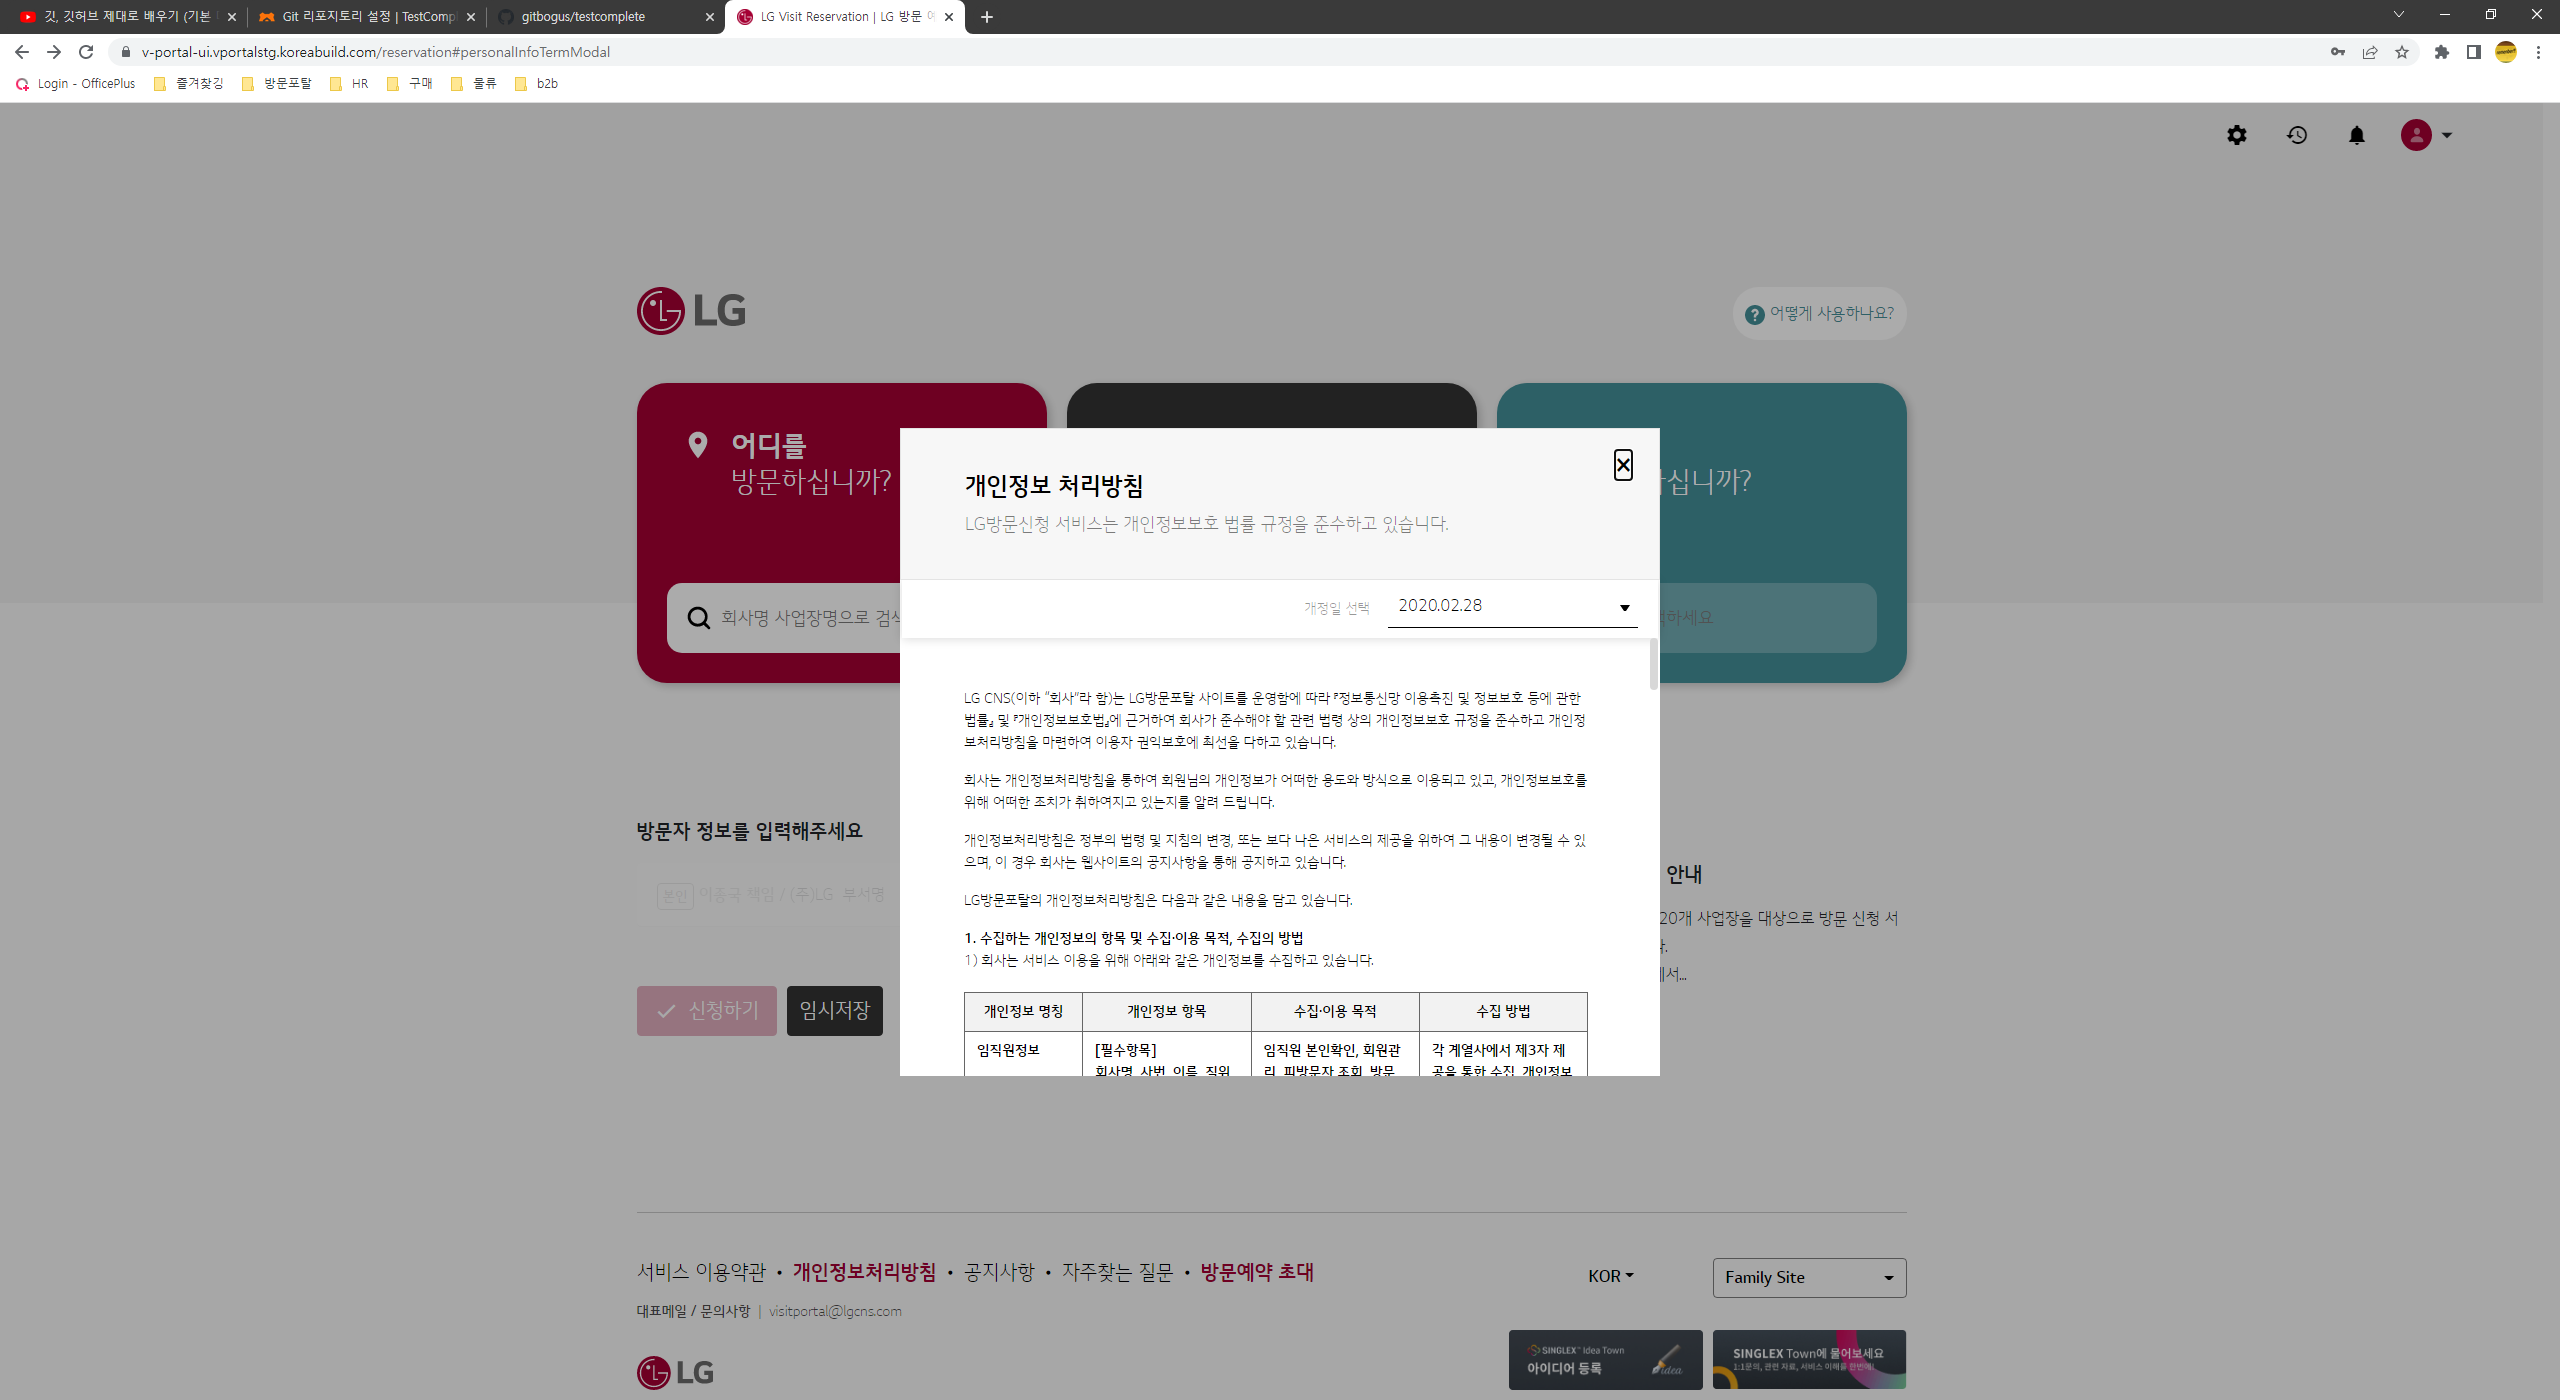 깃, 깃허브 제대로 배우기 (기본
Git 리포지토리 설정 | TestCompl
gitbogus/testcomplete
LG Visit Reservation | LG 방문 예
v-portal-ui.vportalstg.koreabuild.com/reservation#personalInfoTermModal
Login - OfficePlus
즐겨찾깅
방문포탈
HR
구매
물류
b2b
LG
어떻게 사용하나요?
어디를
방문하십니까?
회사명 사업장명으로 검색
십니까?
하세요
개인정보 처리방침
LG방문신청 서비스는 개인정보보호 법률 규정을 준수하고 있습니다.
개정일 선택
2020.02.28
LG CNS(이하 "회사"라 함)는 LG방문포탈 사이트를 운영함에 따라 『정보통신망 이용촉진 및 정보보호 등에 관한
법률』 및 『개인정보보호법』에 근거하여 회사가 준수해야 할 관련 법령 상의 개인정보보호 규정을 준수하고 개인정
보처리방침을 마련하여 이용자 권익보호에 최선을 다하고 있습니다.
회사는 개인정보처리방침을 통하여 회원님의 개인정보가 어떠한 용도와 방식으로 이용되고 있고, 개인정보보호를
위해 어떠한 조치가 취하여지고 있는지를 알려 드립니다.
개인정보처리방침은 정부의 법령 및 지침의 변경, 또는 보다 나은 서비스의 제공을 위하여 그 내용이 변경될 수 있
으며, 이 경우 회사는 웹사이트의 공지사항을 통해 공지하고 있습니다.
LG방문포탈의 개인정보처리방침은 다음과 같은 내용을 담고 있습니다.
1. 수집하는 개인정보의 항목 및 수집·이용 목적, 수집의 방법
1) 회사는 서비스 이용을 위해 아래와 같은 개인정보를 수집하고 있습니다.
개인정보 명칭
개인정보 항목
수집·이용 목적
수집 방법
임직원정보
[필수항목]
회사명, 사번, 이름, 직위
임직원 본인확인, 회원관
리, 피방문자 조회, 방문
각 계열사에서 제3자 제
공을 통한 수집, 개인정보
방문자 정보를 입력해주세요
본인 이종국 책임 / (주)LG 부서명
신청하기
임시저장
안내
20개 사업장을 대상으로 방문 신청 서
에서...
서비스 이용약관 • 개인정보처리방침 • 공지사항 • 자주찾는 질문 • 방문예약 초대
KOR
Family Site
대표메일 / 문의사항 | visitportal@lgcns.com
SINGLEX™ Idea Town
아이디어 등록
idea
SINGLEX Town에 물어보세요
1:1문의, 관련 자료, 서비스 이해를 한번에!
LG